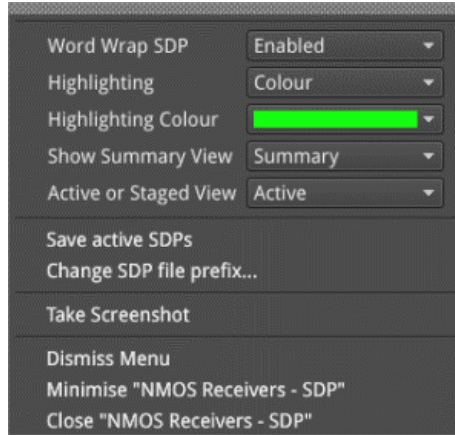 Word Wrap SDP Enabled
Highlighting Colour
Highlighting Colour
Show Summary View Summary
Active or Staged View Active
Save active SDPs
Change SDP file prefix...
Take Screenshot
Dismiss Menu
Minimise "NMOS Receivers - SDP"
Close "NMOS Receivers - SDP"